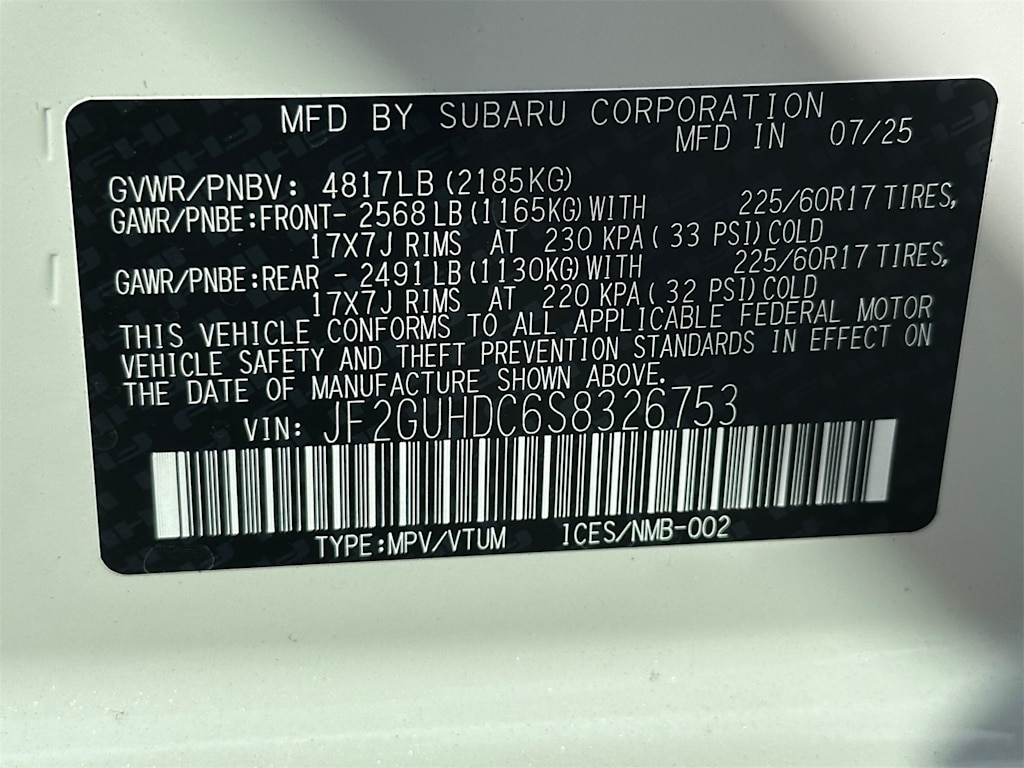 MFD BY SUBARU CORPORATION
MFD IN 07/25
GVWR/PNBV: 4817LB (2185KG)
GAWR/PNBE:FRONT- 2568 LB (1165KG) WITH 225/60R17 TIRES,
17X7J RIMS AT 230 KPA ( 33 PSI) COLD
GAWR/PNBE:REAR - 2491 LB (1130KG) WITH 225/60R17 TIRES,
17X7J RIMS AT 220 KPA ( 32 PSI) COLD
THIS VEHICLE CONFORMS TO ALL APPLICABLE FEDERAL MOTOR
VEHICLE SAFETY AND THEFT PREVENTION STANDARDS IN EFFECT ON
THE DATE OF MANUFACTURE SHOWN ABOVE.
VIN: JF2GUHDC6S8326753
TYPE:MPV/VTUM ICES/NMB-002